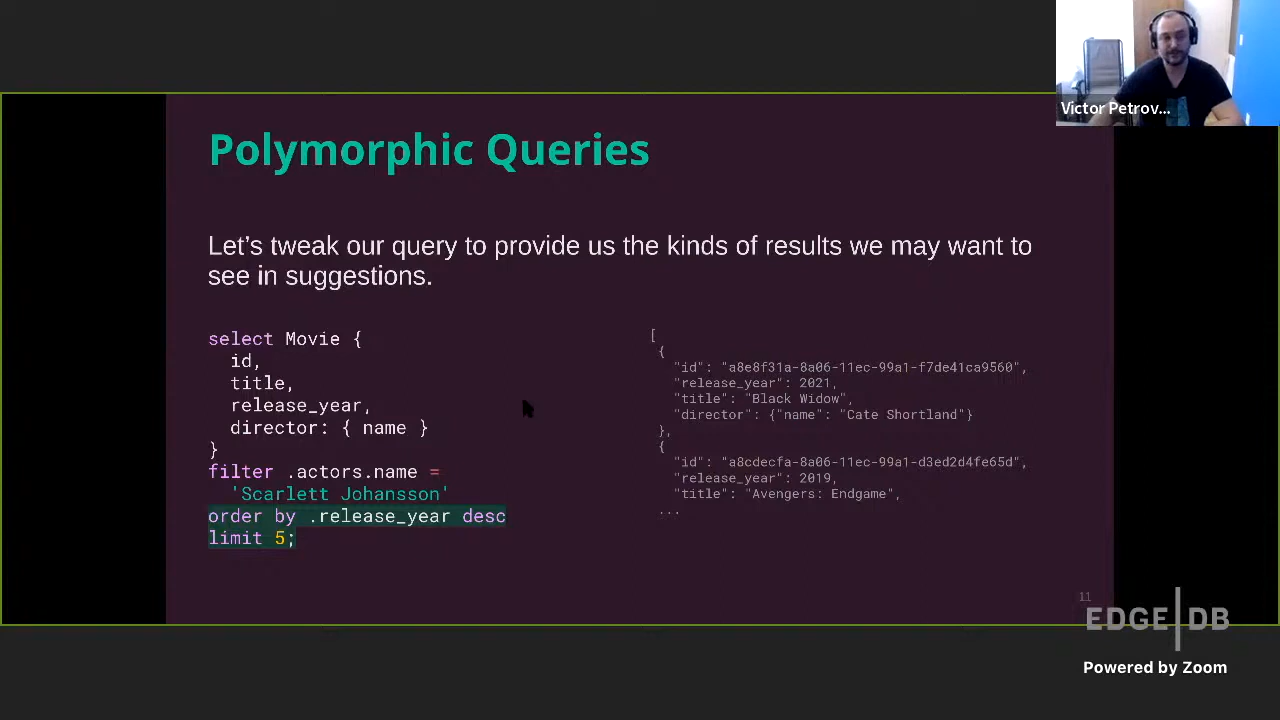 Victor Petrov...
Polymorphic Queries
Let's tweak our query to provide us the kinds of results we may want to
see in suggestions.
select Movie {
  id,
  title,
  release_year,
  director: { name }
}
filter .actors.name =
  'Scarlett Johansson'
order by .release_year desc
limit 5;
[
 {
  "id": "a8e8f31a-8a06-11ec-99a1-f7de41ca9560",
  "release_year": 2021,
  "title": "Black Widow",
  "director": {"name": "Cate Shortland"}
 },
 {
  "id": "a8cdecfa-8a06-11ec-99a1-d3ed2d4fe65d",
  "release_year": 2019,
  "title": "Avengers: Endgame",
 ...
11
EDGE|DB
Powered by Zoom